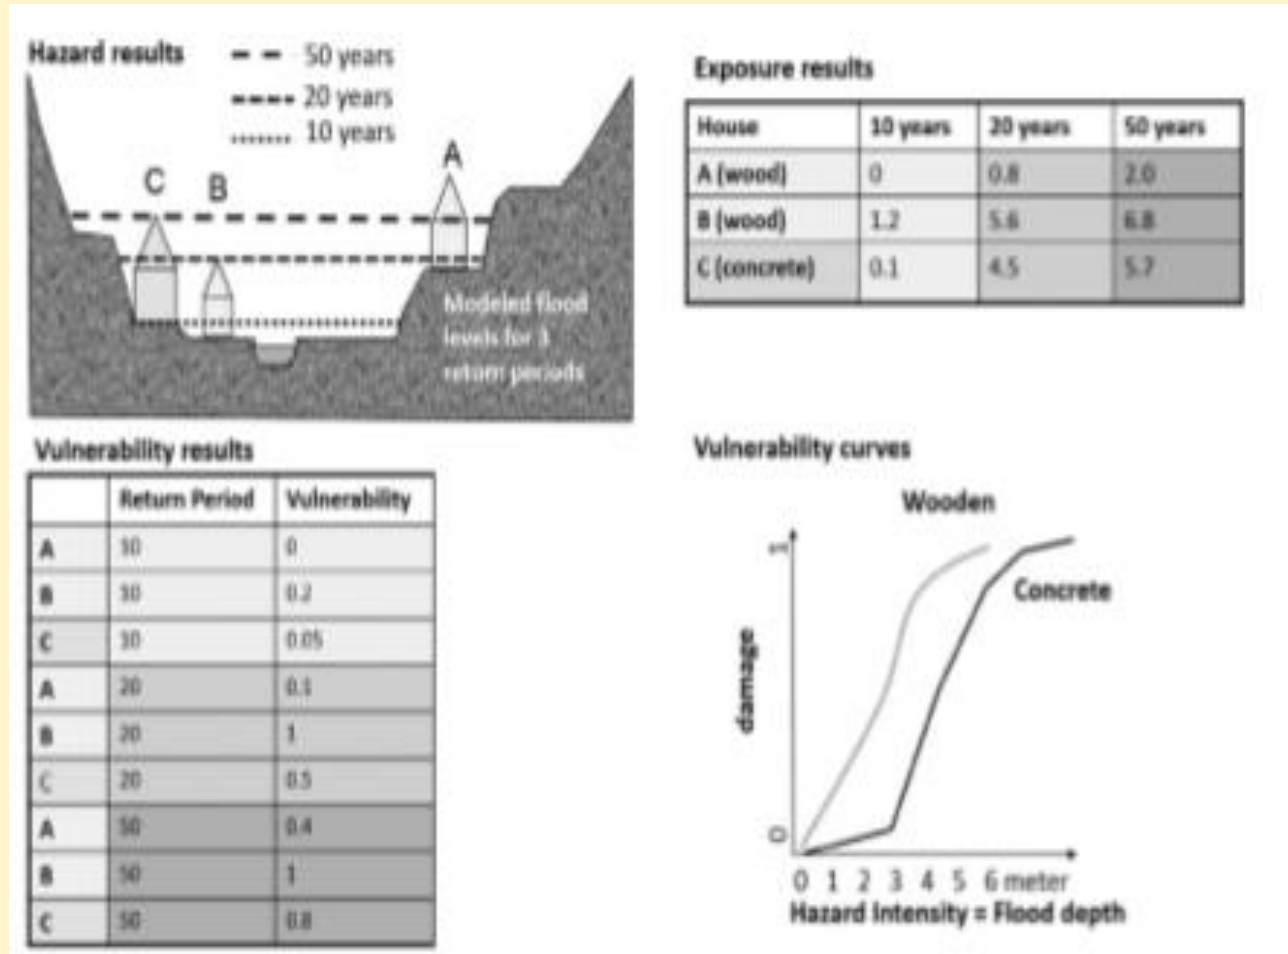 Hazard results
50 years
20 years
10 years
A
C
B
Modeled flood
levels for 3
return periods
Exposure results
House 10 years 20 years 50 years
A (wood) 0 0.8 2.0
B (wood) 1.2 5.6 6.8
C (concrete) 0.1 4.5 5.7
Vulnerability results
Return Period Vulnerability
A 10 0
B 10 0.2
C 10 0.05
A 20 0.1
B 20 1
C 20 0.5
A 50 0.4
B 50 1
C 50 0.8
Vulnerability curves
Wooden
1
Concrete
damage
0
0 1 2 3 4 5 6 meter
Hazard Intensity = Flood depth